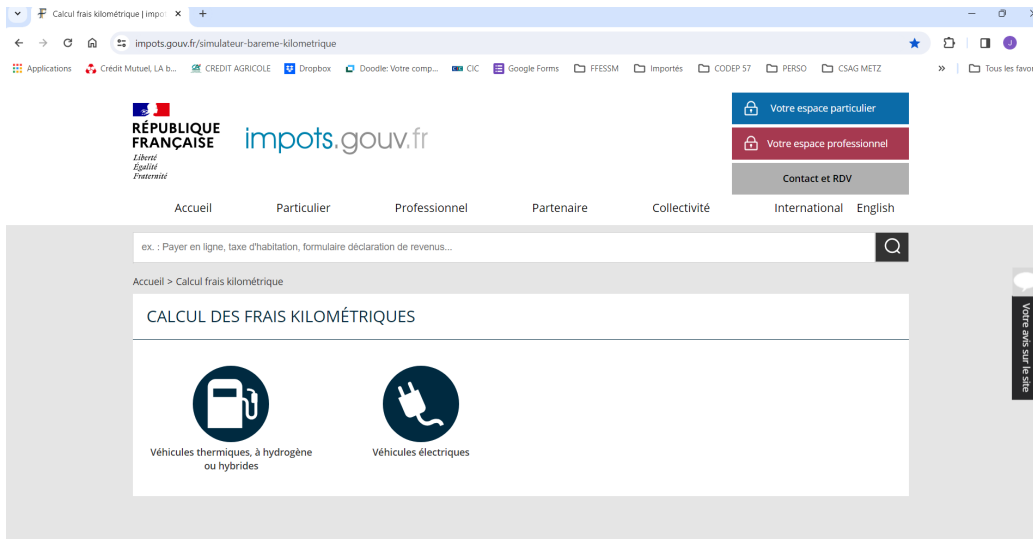 Calcul frais kilométrique | impo
impots.gouv.fr/simulateur-bareme-kilometrique
J
Applications
Crédit Mutuel, LA b...
CREDIT AGRICOLE
Dropbox
Doodle: Votre comp...
CIC
Google Forms
FFESSM
Importés
CODEP 57
PERSO
CSAG METZ
»
Tous les favor
RÉPUBLIQUE
FRANÇAISE
Liberté
Égalité
Fraternité
impots.gouv.fr
Votre espace particulier
Votre espace professionnel
Contact et RDV
Accueil
Particulier
Professionnel
Partenaire
Collectivité
International
English
ex. : Payer en ligne, taxe d'habitation, formulaire déclaration de revenus...
Accueil > Calcul frais kilométrique
CALCUL DES FRAIS KILOMÉTRIQUES
Véhicules thermiques, à hydrogène
ou hybrides
Véhicules électriques
Votre avis sur le site